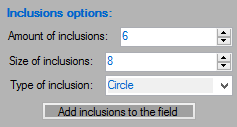 Inclusions options:
Amount of inclusions: 6
Size of inclusions: 8
Type of inclusion: Circle
Add inclusions to the field